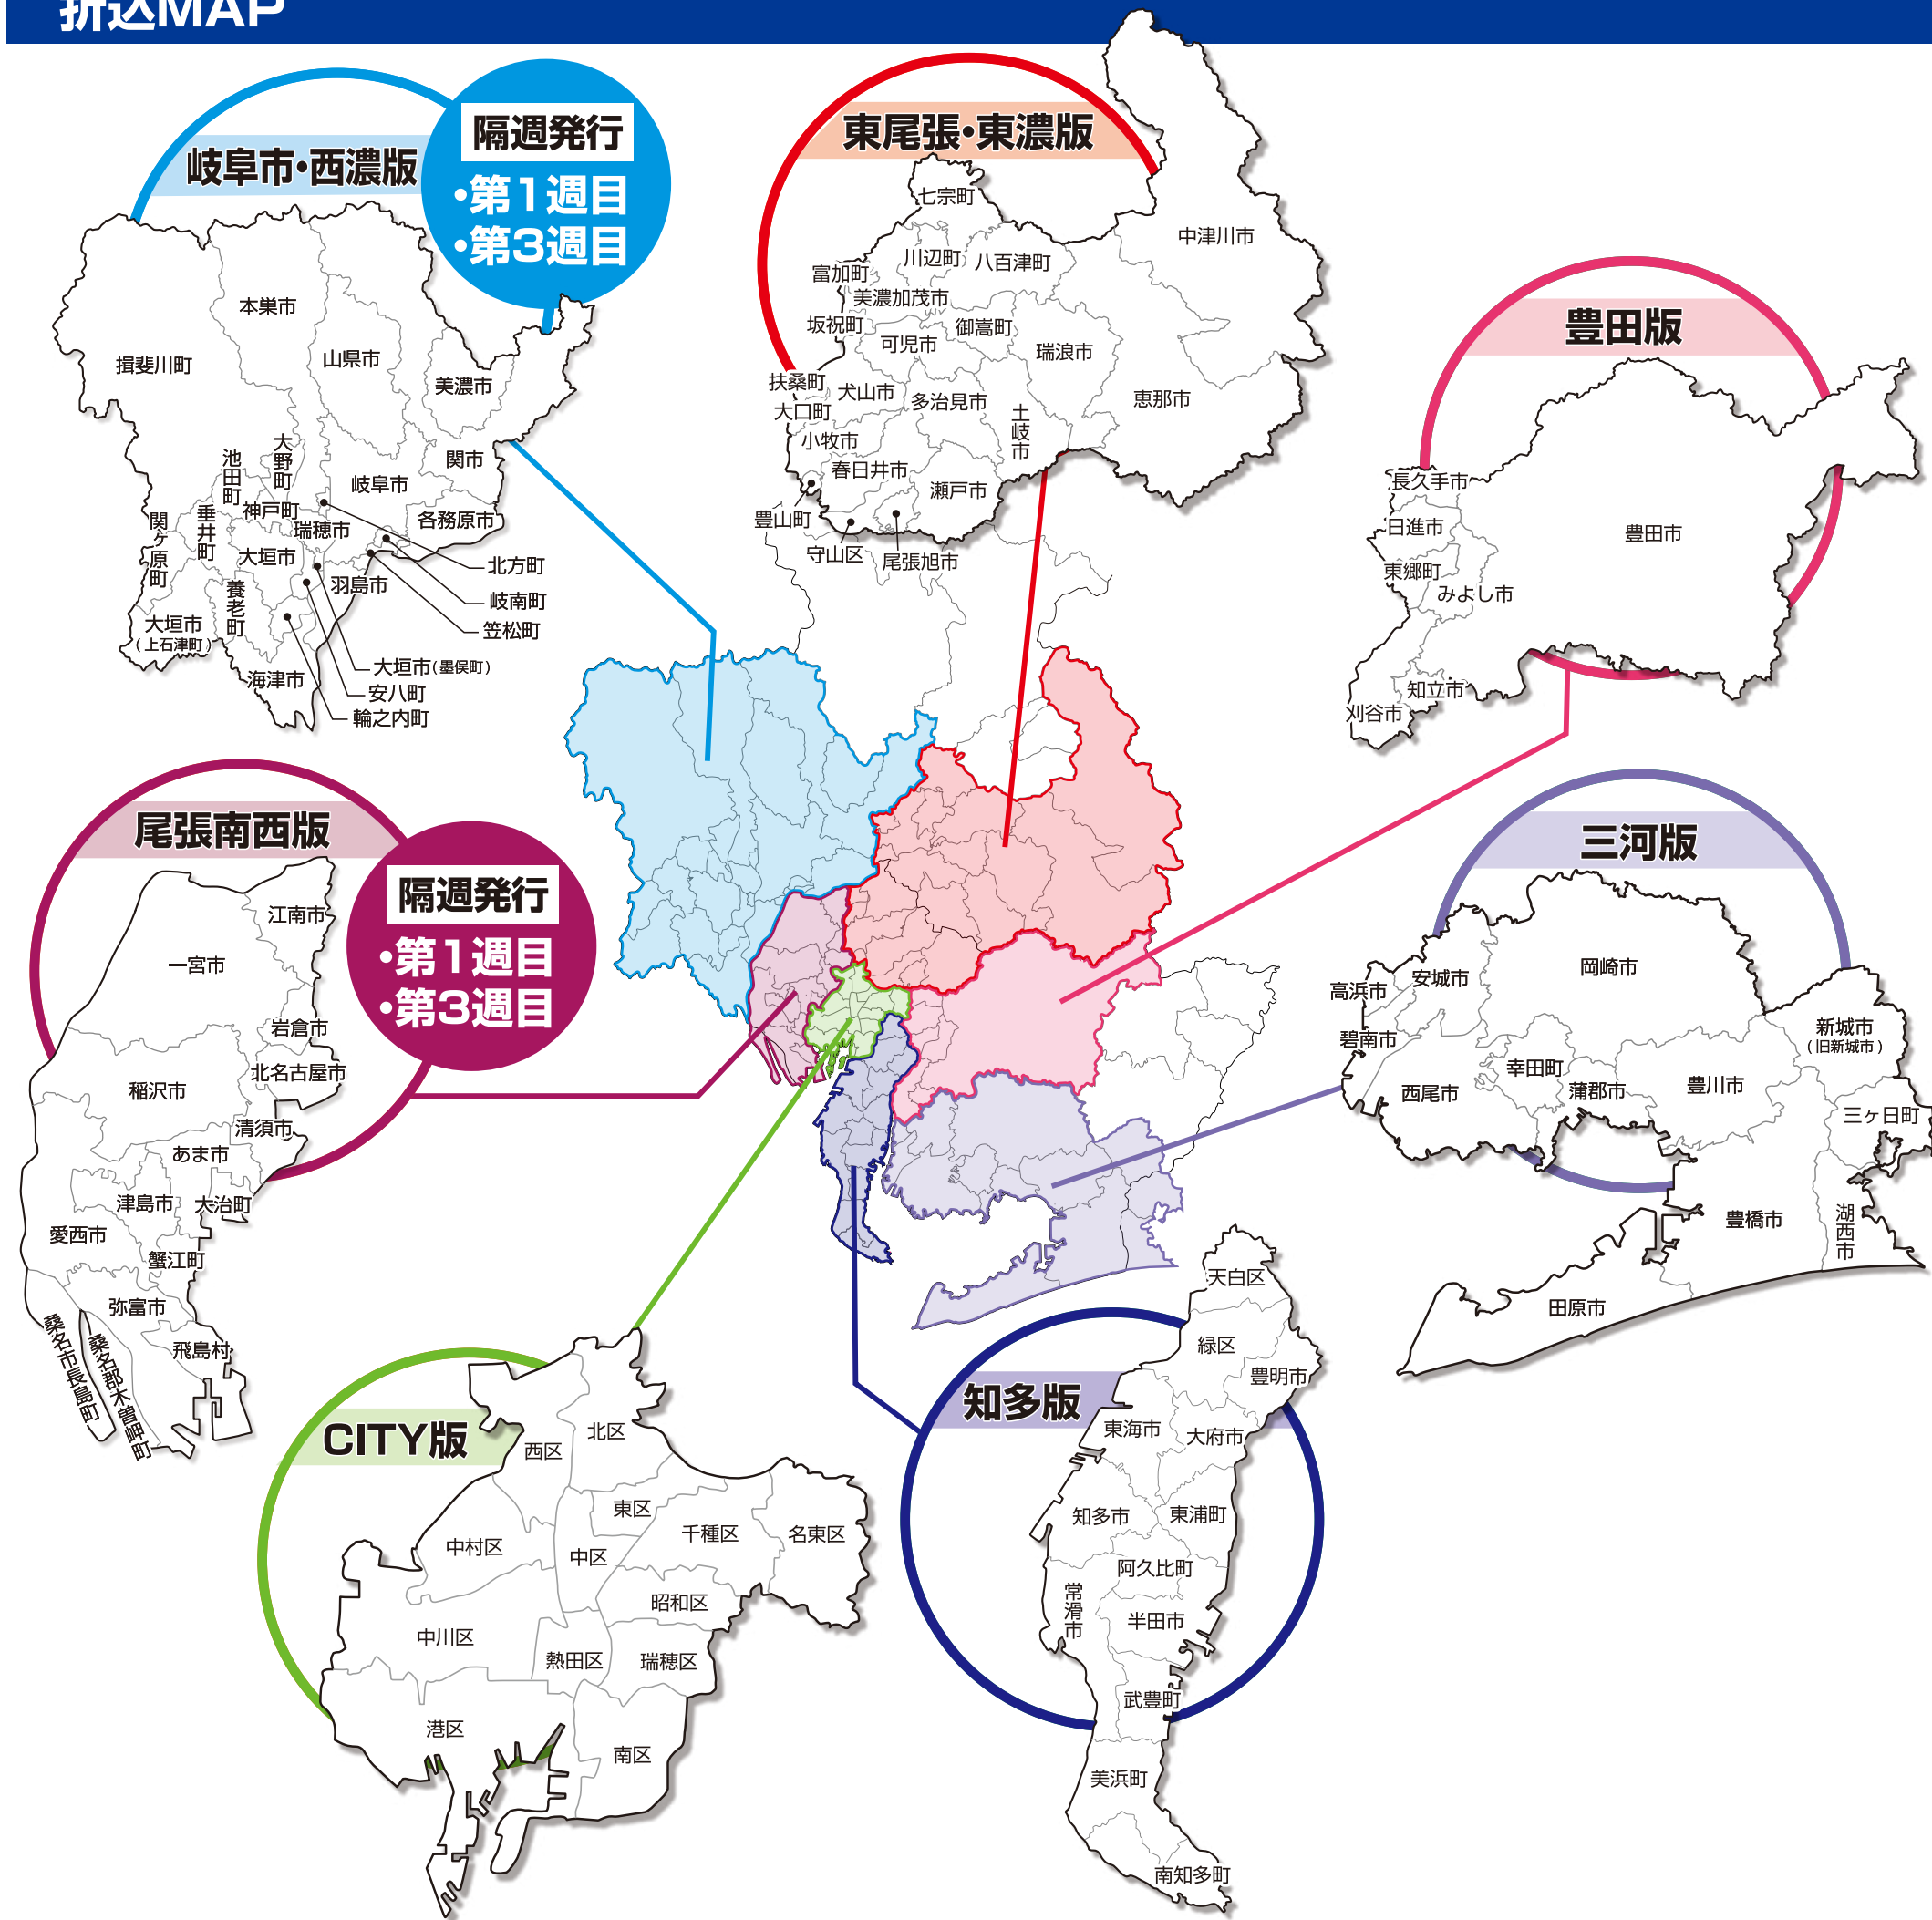 折込MAP
岐阜市・西濃版
隔週発行
・第1週目
・第3週目
本巣市
揖斐川町
山県市
美濃市
関市
大野町
池田町
岐阜市
神戸町
垂井町
関ヶ原町
瑞穂市
各務原市
大垣市
羽島市
養老町
大垣市
(上石津町)
海津市
北方町
岐南町
笠松町
大垣市(墨俣町)
安八町
輪之内町
東尾張・東濃版
七宗町
中津川市
川辺町
八百津町
富加町
美濃加茂市
坂祝町
御嵩町
可児市
瑞浪市
扶桑町
犬山市
恵那市
大口町
多治見市
土岐市
小牧市
春日井市
瀬戸市
豊山町
守山区
尾張旭市
豊田版
長久手市
日進市
豊田市
東郷町
みよし市
知立市
刈谷市
尾張南西版
隔週発行
・第1週目
・第3週目
江南市
一宮市
岩倉市
北名古屋市
稲沢市
清須市
あま市
津島市
大治町
愛西市
蟹江町
弥富市
飛島村
桑名市長島町
桑名郡木曽岬町
三河版
岡崎市
安城市
高浜市
碧南市
新城市
(旧新城市)
幸田町
西尾市
蒲郡市
豊川市
三ヶ日町
豊橋市
湖西市
田原市
CITY版
北区
西区
東区
千種区
名東区
中村区
中区
昭和区
中川区
熱田区
瑞穂区
港区
南区
知多版
天白区
緑区
豊明市
東海市
大府市
知多市
東浦町
阿久比町
常滑市
半田市
武豊町
美浜町
南知多町